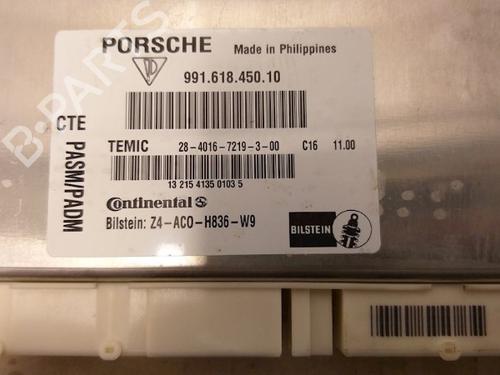 PORSCHE Made in Philippines
991.618.450.10
CTE
PASM/PADM
TEMIC 28-4016-7219-3-00 C16 11.00
13 215 4135 0103 5
Continental
Bilstein: Z4-ACO-H836-W9
BILSTEIN
B-PARTS